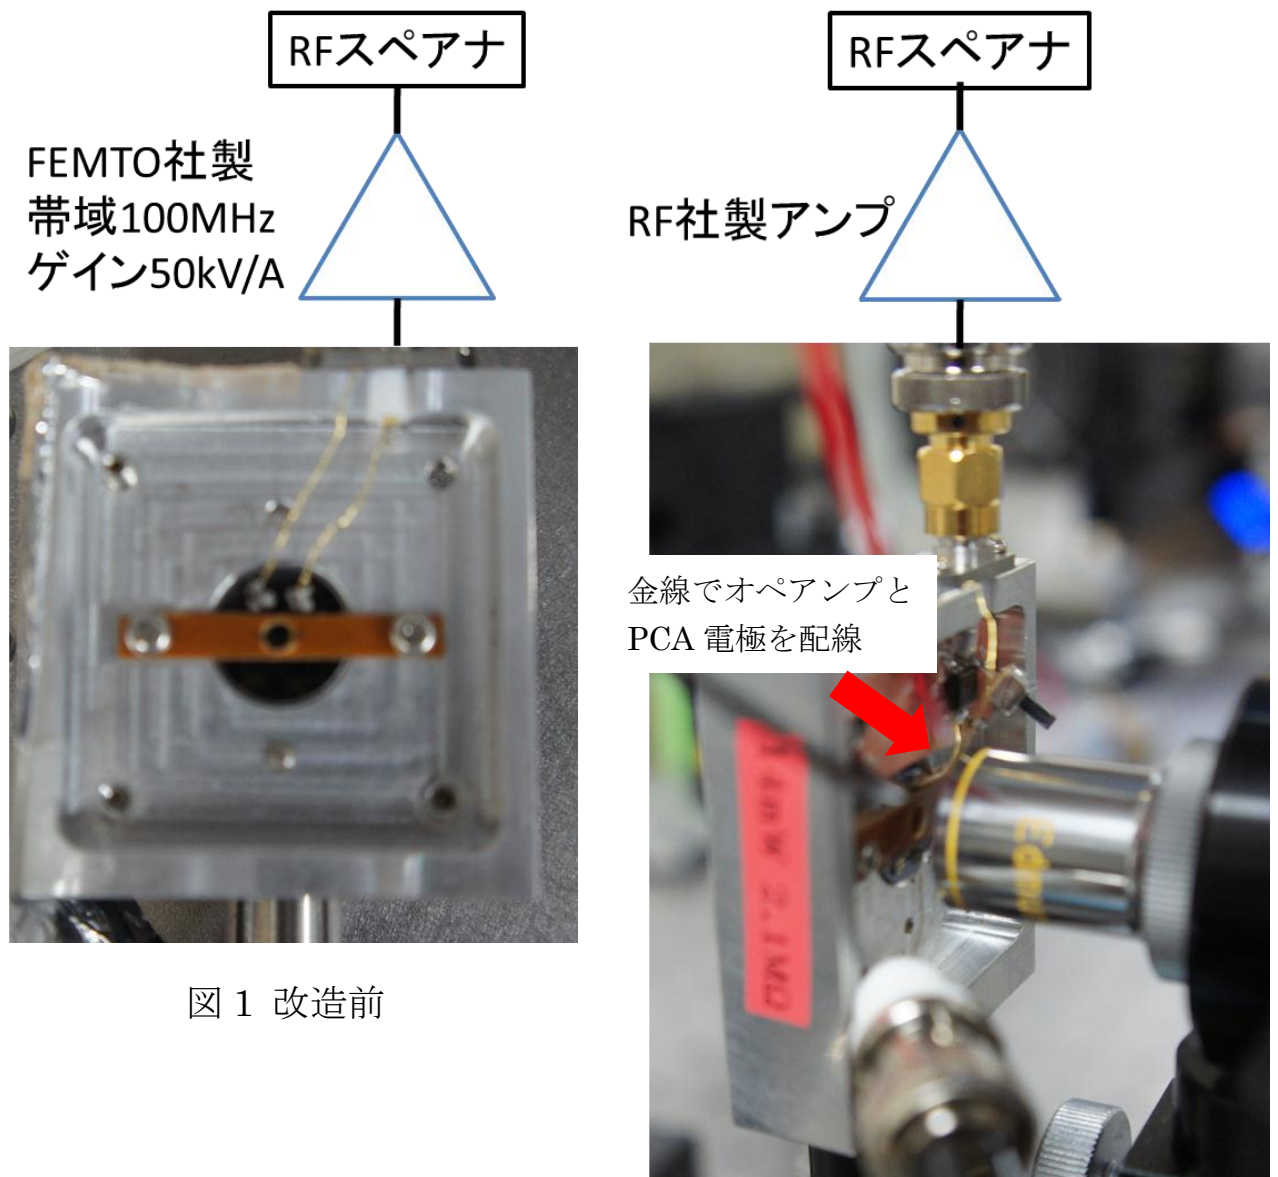 RFスペアナ
FEMTO社製
帯域100MHz
ゲイン50kV/A
図 1 改造前
RFスペアナ
RF社製アンプ
金線でオペアンプと
PCA 電極を配線
2.1MΩ